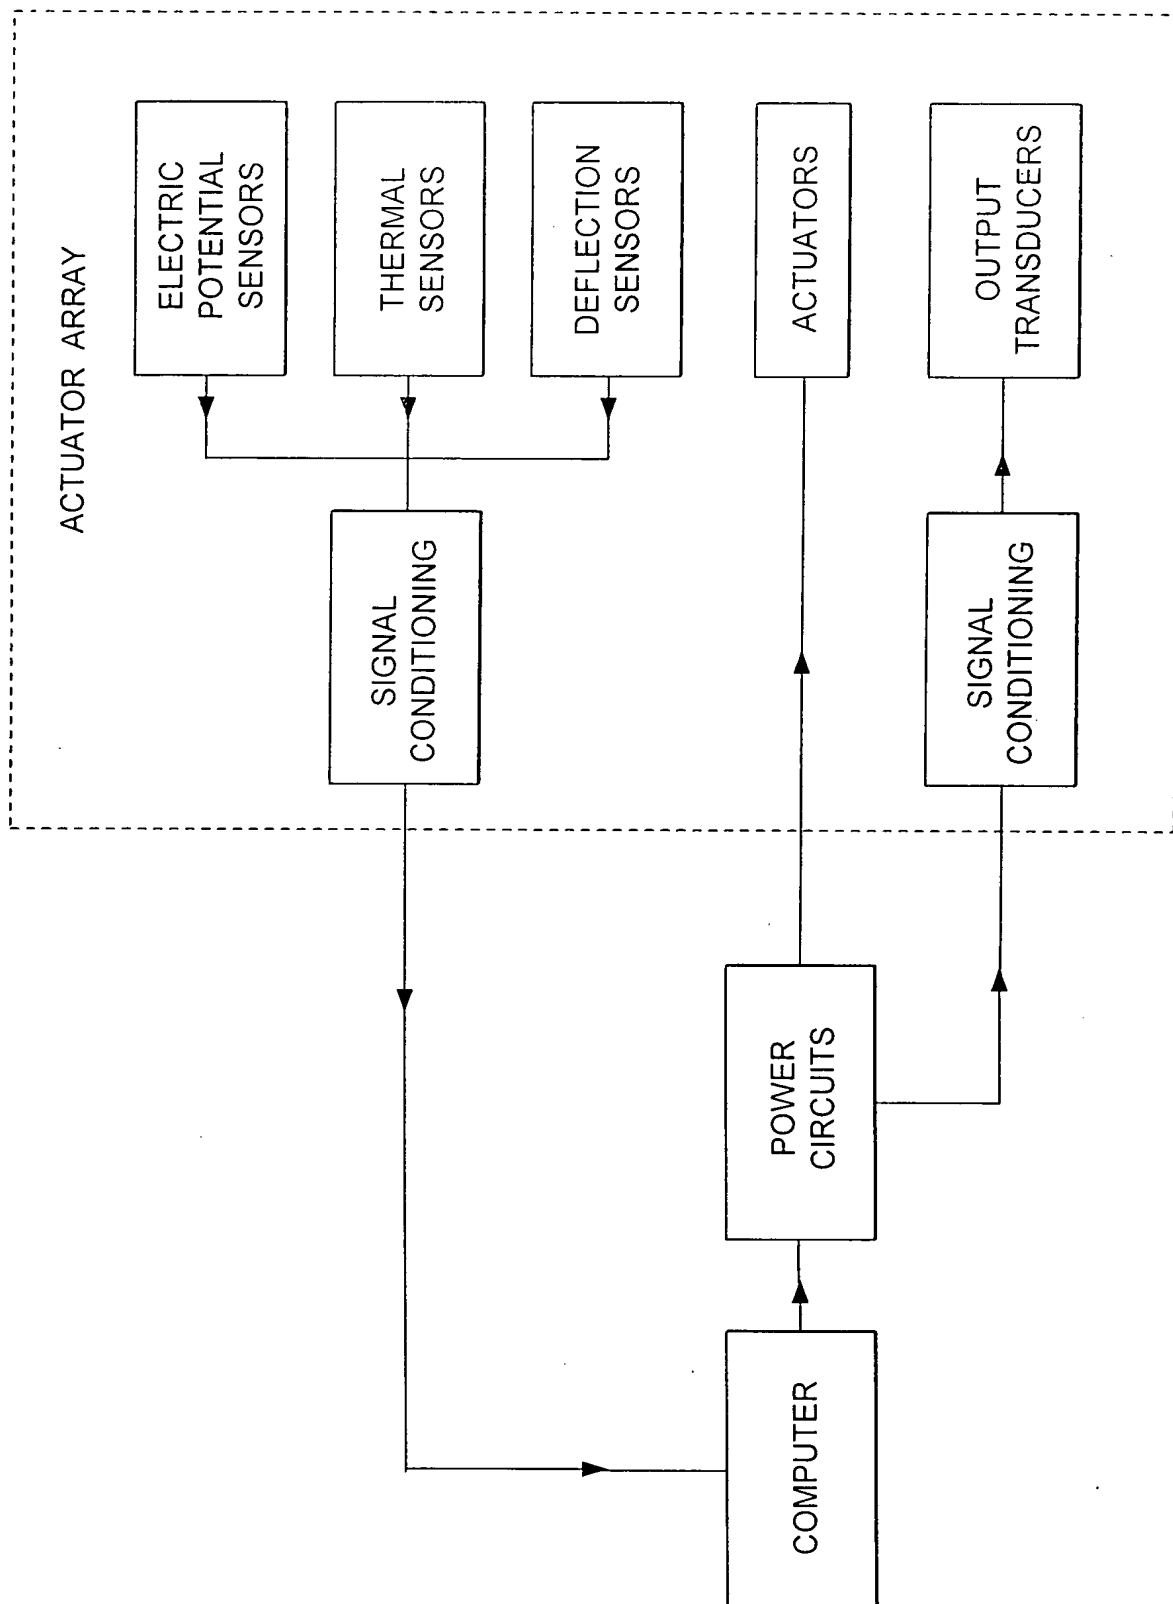 ACTUATOR ARRAY
ELECTRIC
POTENTIAL
SENSORS
THERMAL
SENSORS
DEFLECTION
SENSORS
SIGNAL
CONDITIONING
ACTUATORS
OUTPUT
TRANSDUCERS
SIGNAL
CONDITIONING
POWER
CIRCUITS
COMPUTER